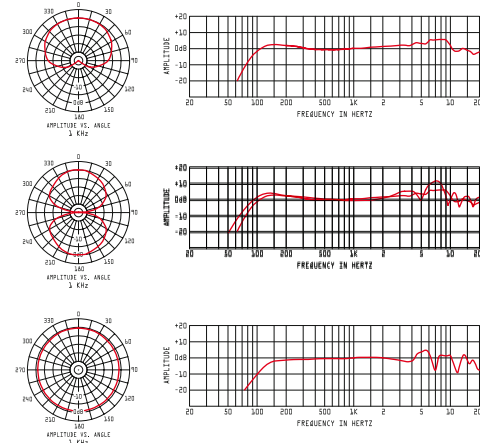 0
330 30
300 60
270 90
240 120
210 150
180
-10
0dB
AMPLITUDE VS. ANGLE
1 KHz
AMPLITUDE
+20
+10
0dB
-10
-20
20 50 100 200 500 1K 2 5 10 20
FREQUENCY IN HERTZ
0
330 30
300 60
270 90
240 120
210 150
180
-10
0dB
AMPLITUDE VS. ANGLE
1 KHz
AMPLITUDE
+20
+10
0dB
-10
-20
20 50 100 200 500 1K 2 5 10 20
FREQUENCY IN HERTZ
0
330 30
300 60
270 90
240 120
210 150
180
-10
0dB
AMPLITUDE VS. ANGLE
1 KHz
AMPLITUDE
+20
+10
0dB
-10
-20
20 50 100 200 500 1K 2 5 10 20
FREQUENCY IN HERTZ